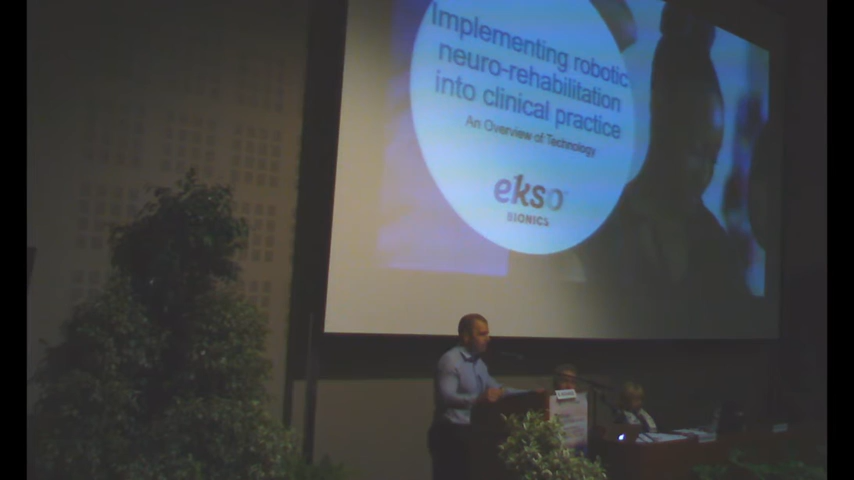 Implementing robotic
neuro-rehabilitation
into clinical practice
An Overview of Technology
ekso
BIONICS